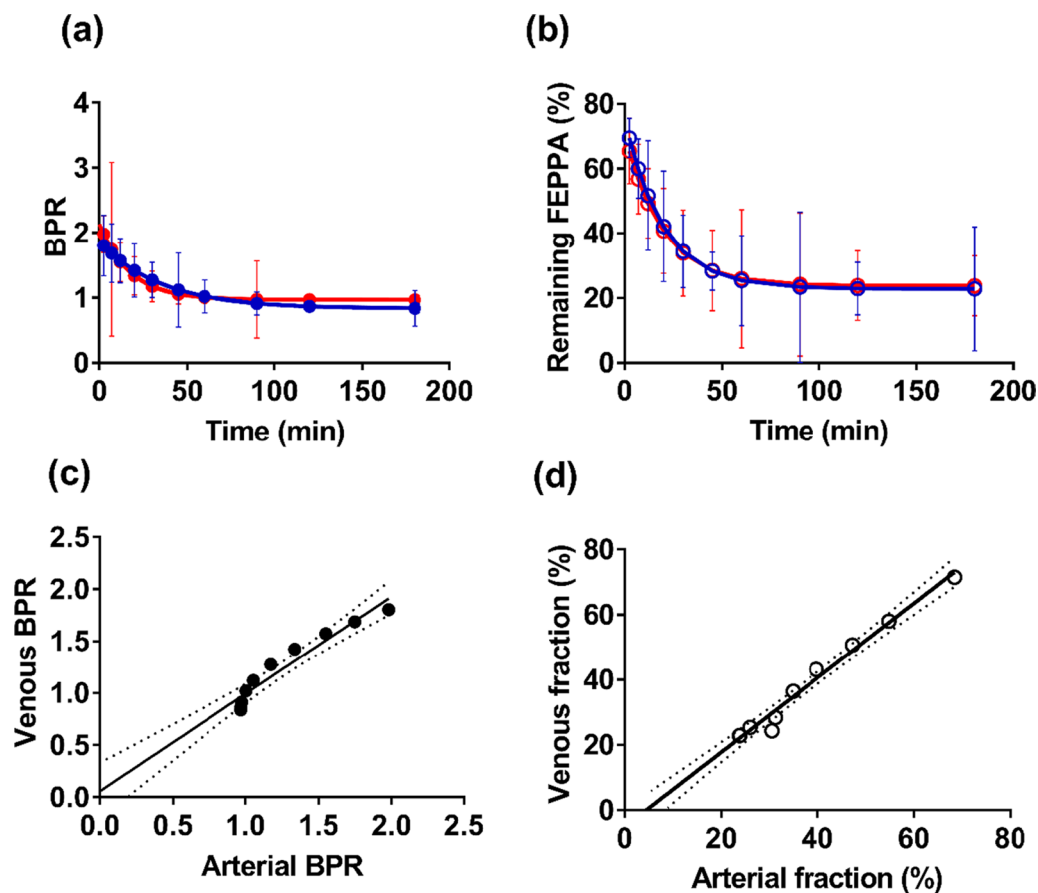 (a)
BPR
4
3
2
1
0
0 50 100 150 200
Time (min)
(b)
Remaining FEPPA (%)
80
60
40
20
0
0 50 100 150 200
Time (min)
(c)
Venous BPR
2.5
2.0
1.5
1.0
0.5
0.0
0.0 0.5 1.0 1.5 2.0 2.5
Arterial BPR
(d)
Venous fraction (%)
80
60
40
20
0
0 20 40 60 80
Arterial fraction (%)